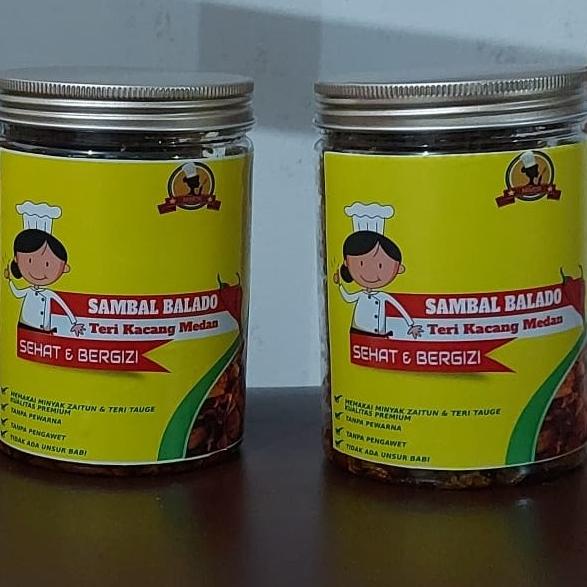 SAMBAL BALADO
Teri Kacang Medan
SEHAT & BERGIZI
MEMAKAI MINYAK ZAITUN & TERI TAUGE
KUALITAS PREMIUM
TANPA PEWARNA
TANPA PENGAWET
TIDAK ADA UNSUR BABI
SAMBAL BALADO
Teri Kacang Medan
SEHAT & BERGIZI
MEMAKAI MINYAK ZAITUN & TERI TAUGE
KUALITAS PREMIUM
TANPA PEWARNA
TANPA PENGAWET
TIDAK ADA UNSUR BABI